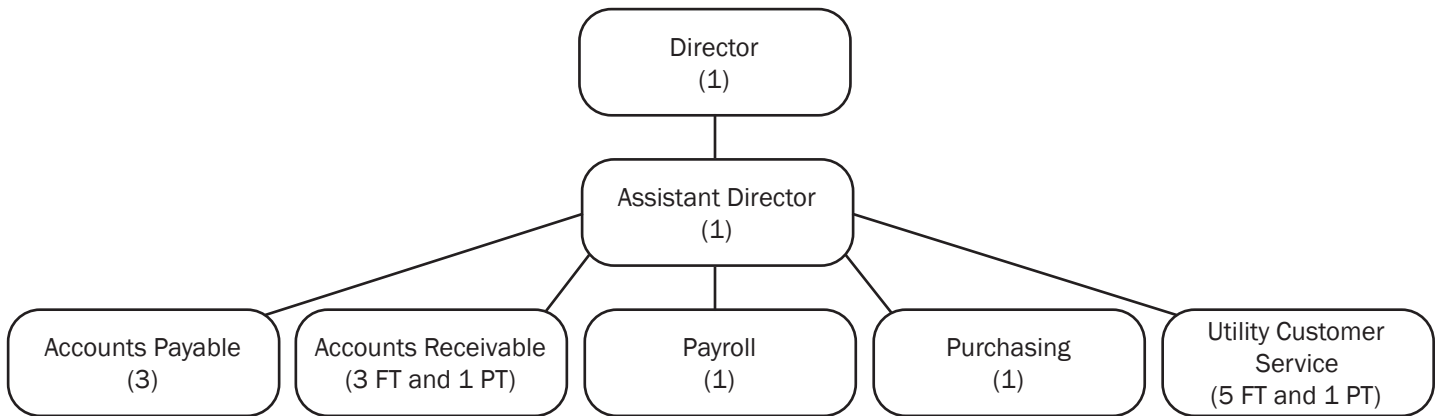 Director
(1)
Assistant Director
(1)
Accounts Payable
(3)
Accounts Receivable
(3 FT and 1 PT)
Payroll
(1)
Purchasing
(1)
Utility Customer
Service
(5 FT and 1 PT)